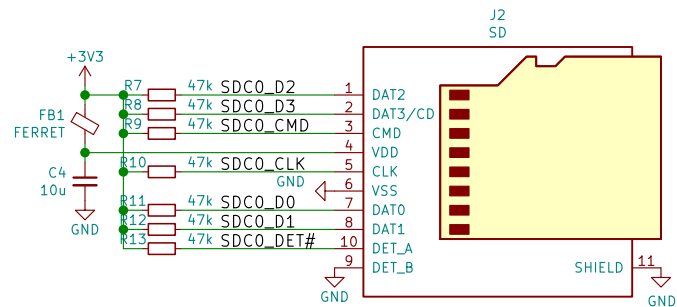 J2
SD
+3V3
R7 47k SDC0_D2 1 DAT2
R8 47k SDC0_D3 2 DAT3/CD
FB1
FERRET
R9 47k SDC0_CMD 3 CMD
4 VDD
R10 47k SDC0_CLK 5 CLK
C4
10u
GND 6 VSS
R11 47k SDC0_D0 7 DAT0
R12 47k SDC0_D1 8 DAT1
GND
R13 47k SDC0_DET# 10 DET_A
9 DET_B
SHIELD 11
GND
GND